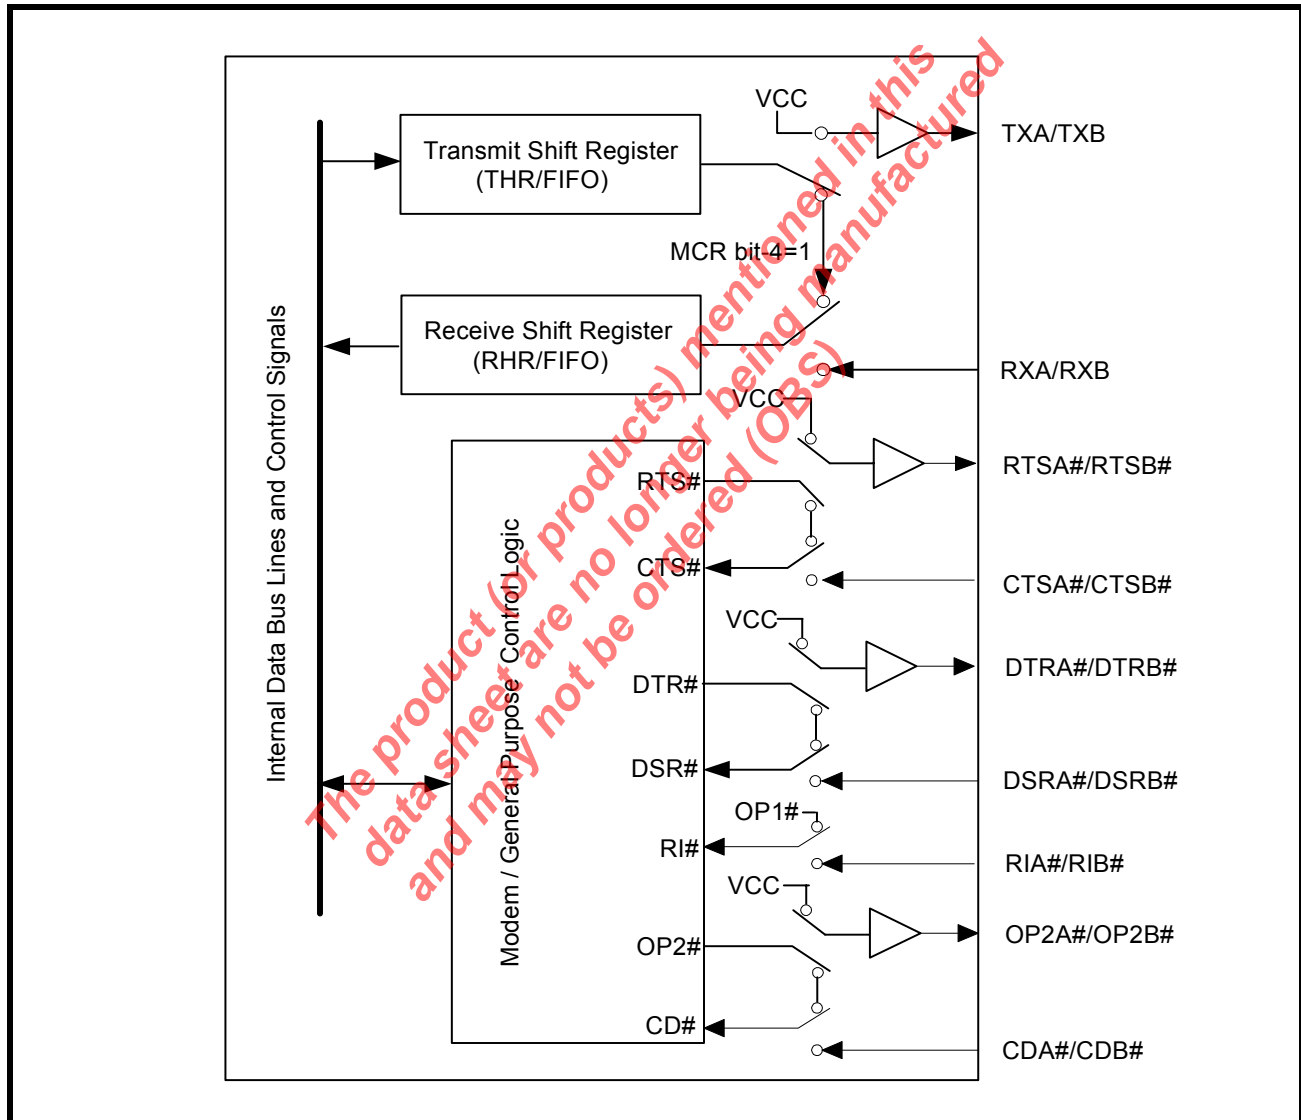 VCC
TXA/TXB
Transmit Shift Register
(THR/FIFO)
MCR bit-4=1
Receive Shift Register
(RHR/FIFO)
RXA/RXB
VCC
RTSA#/RTSB#
RTS#
CTS#
CTSA#/CTSB#
VCC
DTRA#/DTRB#
DTR#
DSR#
DSRA#/DSRB#
OP1#
RI#
RIA#/RIB#
VCC
OP2A#/OP2B#
OP2#
CD#
CDA#/CDB#
Internal Data Bus Lines and Control Signals
Modem / General Purpose Control Logic
The product (or products) mentioned in this
data sheet are no longer being manufactured
and may not be ordered (OBS)